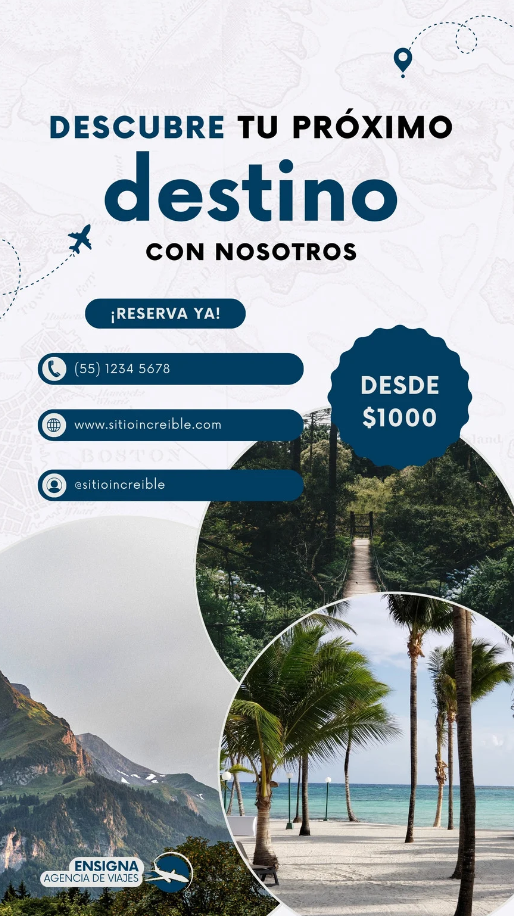 DESCUBRE TU PRÓXIMO
destino
CON NOSOTROS
¡RESERVA YA!
(55) 1234 5678
www.sitioincreible.com
@sitioincreible
DESDE
$1000
BOSTON
ENSIGNA
AGENCIA DE VIAJES